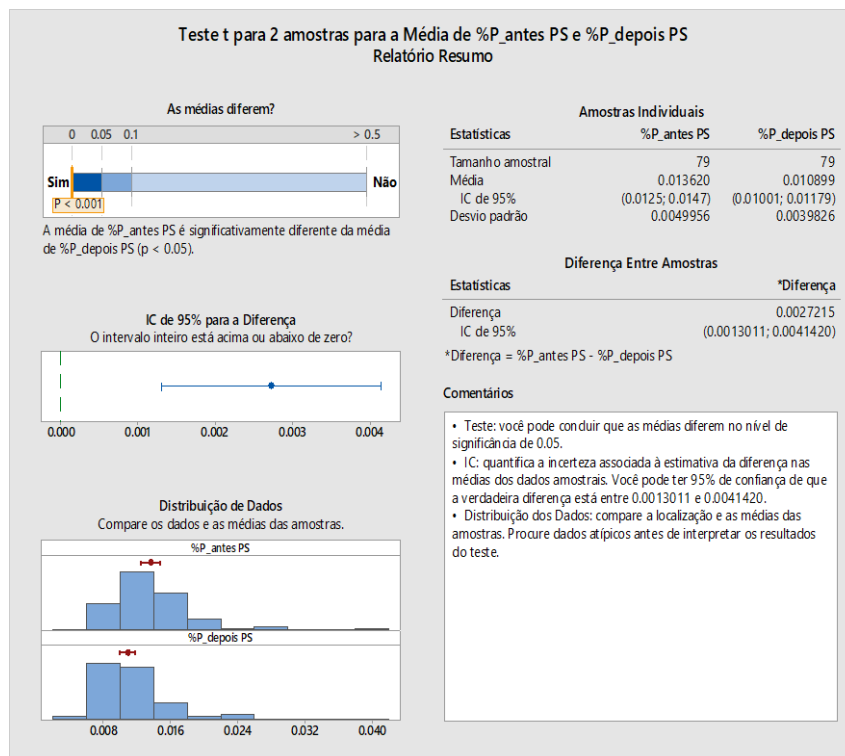 Teste t para 2 amostras para a Média de %P_antes PS e %P_depois PS
Relatório Resumo
As médias diferem?
0 0.05 0.1 > 0.5
Sim Não
P < 0.001
A média de %P_antes PS é significativamente diferente da média
de %P_depois PS (p < 0.05).
IC de 95% para a Diferença
O intervalo inteiro está acima ou abaixo de zero?
0.000 0.001 0.002 0.003 0.004
Distribuição de Dados
Compare os dados e as médias das amostras.
%P_antes PS
%P_depois PS
0.008 0.016 0.024 0.032 0.040
Amostras Individuais
Estatísticas %P_antes PS %P_depois PS
Tamanho amostral 79 79
Média 0.013620 0.010899
IC de 95% (0.0125; 0.0147) (0.01001; 0.01179)
Desvio padrão 0.0049956 0.0039826
Diferença Entre Amostras
Estatísticas *Diferença
Diferença 0.0027215
IC de 95% (0.0013011; 0.0041420)
*Diferença = %P_antes PS - %P_depois PS
Comentários
• Teste: você pode concluir que as médias diferem no nível de
significância de 0.05.
• IC: quantifica a incerteza associada à estimativa da diferença nas
médias dos dados amostrais. Você pode ter 95% de confiança de que
a verdadeira diferença está entre 0.0013011 e 0.0041420.
• Distribuição dos Dados: compare a localização e as médias das
amostras. Procure dados atípicos antes de interpretar os resultados
do teste.